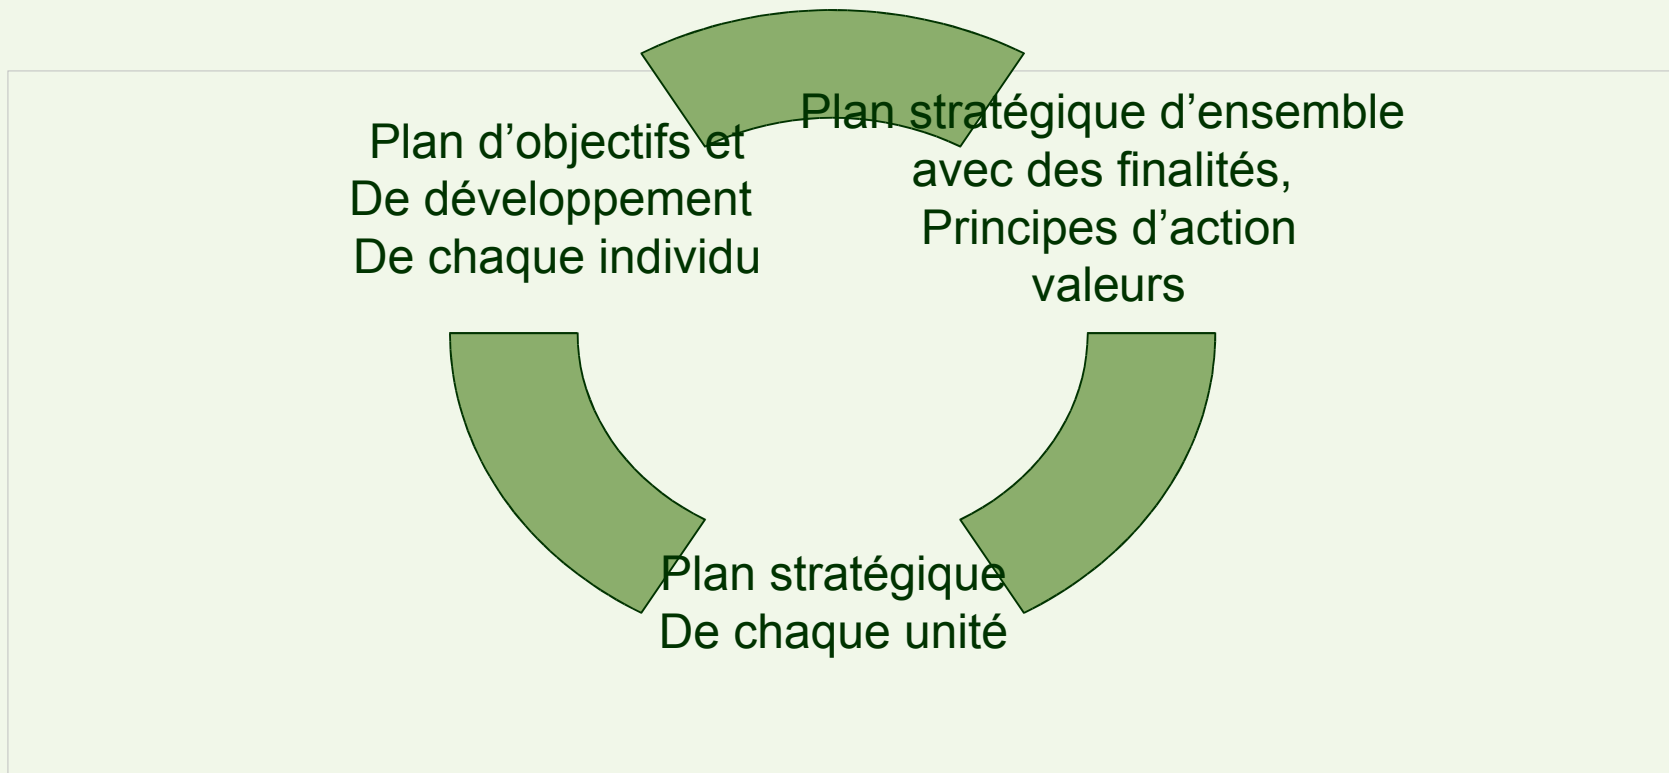 Plan d’objectifs et
De développement
De chaque individu
Plan stratégique d'ensemble
avec des finalités,
Principes d’action
valeurs
Plan stratégique
De chaque unité